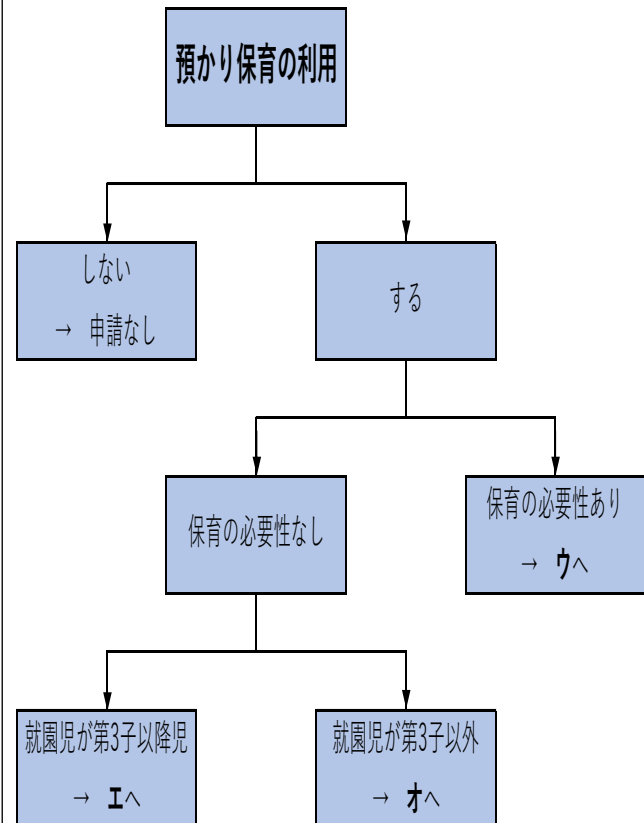 預かり保育の利用
しない
→ 申請なし
する
保育の必要性なし
保育の必要性あり
→ ウへ
就園児が第3子以降児
→ エへ
就園児が第3子以外
→ オへ